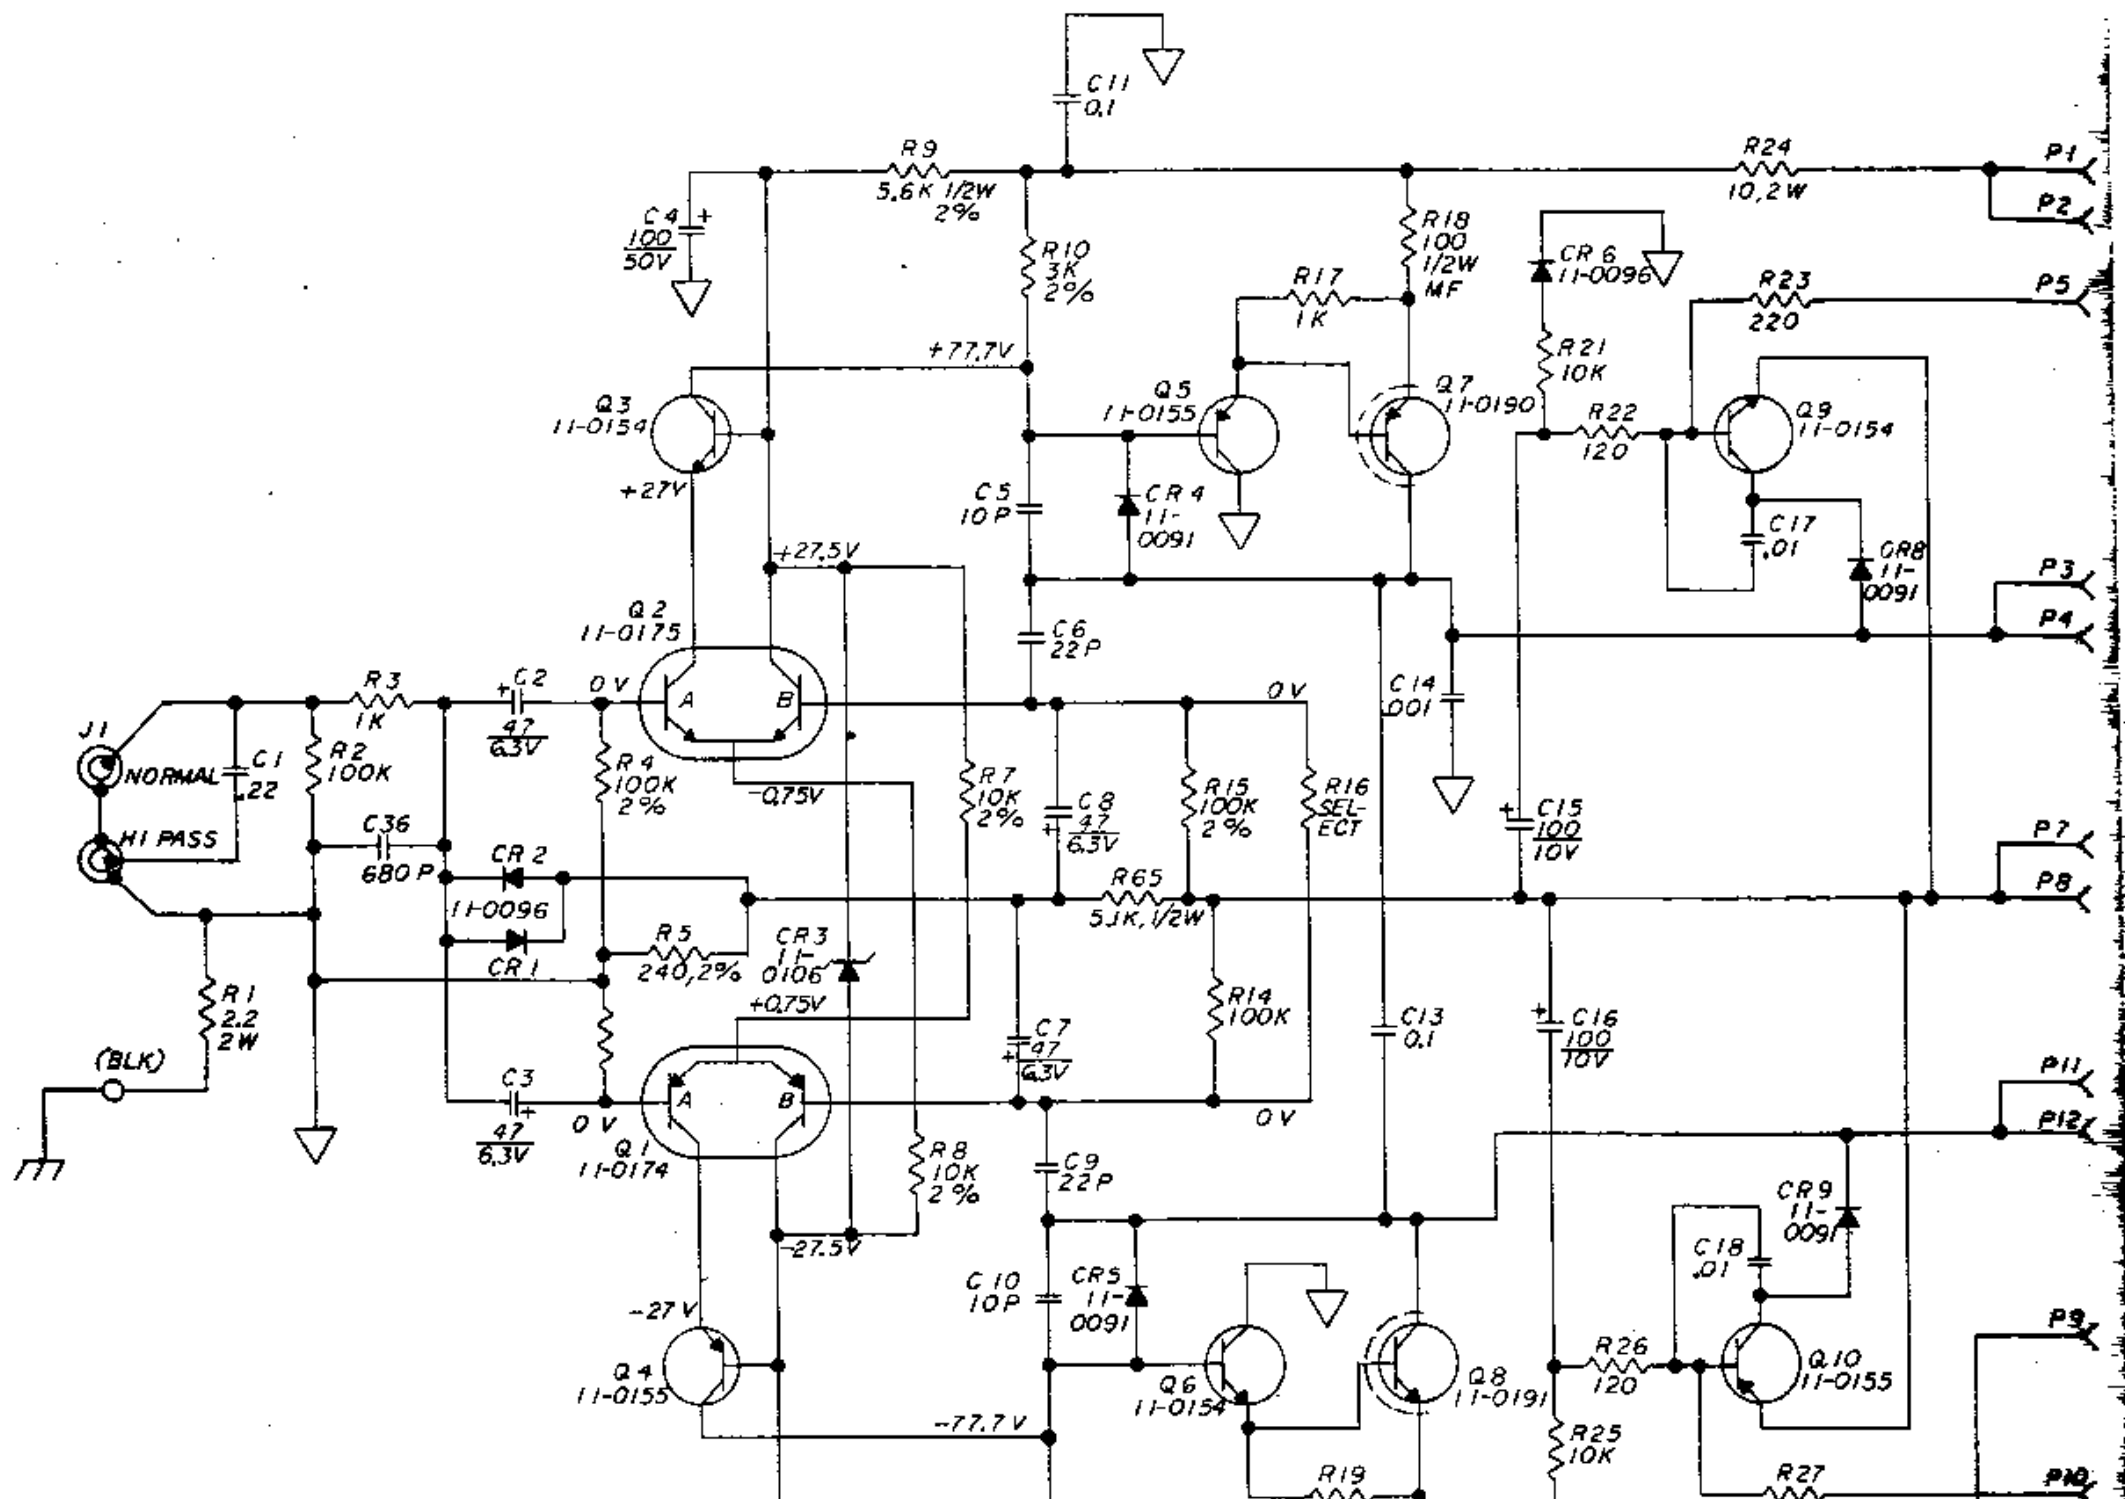 C11
0.1
R9
5.6K 1/2W
2%
R24
10,2W
P1
P2
C4 +
100
50V
R10
3K
2%
R18
100
1/2W
MF
CR6
11-0096
R17
1K
R23
220
P5
+77.7V
R21
10K
Q3
11-0154
Q5
11-0155
Q7
11-0190
R22
120
Q9
11-0154
+27V
C5
10P
CR4
11-
0091
C17
.01
CR8
11-
0091
+27.5V
P3
P4
Q2
11-0175
C6
22P
R3
1K
+ C2
47
6.3V
0V
A
B
0V
C14
.001
J1
NORMAL
C1
.22
R2
100K
R4
100K
2%
-0.75V
R7
10K
2%
C8
+ 47
6.3V
R15
100K
2%
R16
SEL-
ECT
+ C15
100
10V
P7
HI PASS
C36
680P
CR2
11-0096
R65
5.1K,1/2W
P8
CR1
R5
240,2%
CR3
11-
0106
+0.75V
R1
2.2
2W
R14
100K
C7
+ 47
6.3V
C13
0.1
+ C16
100
10V
(BLK)
C3
+
47
6.3V
0V
A
B
0V
P11
P12
Q1
11-0174
R8
10K
2%
C9
22P
CR9
11-
0091
-27.5V
C18
.01
C10
10P
CR5
11-
0091
-27V
P9
Q4
11-0155
Q6
11-0154
Q8
11-0191
R26
120
Q10
11-0155
-77.7V
R25
10K
R19
R27
P10